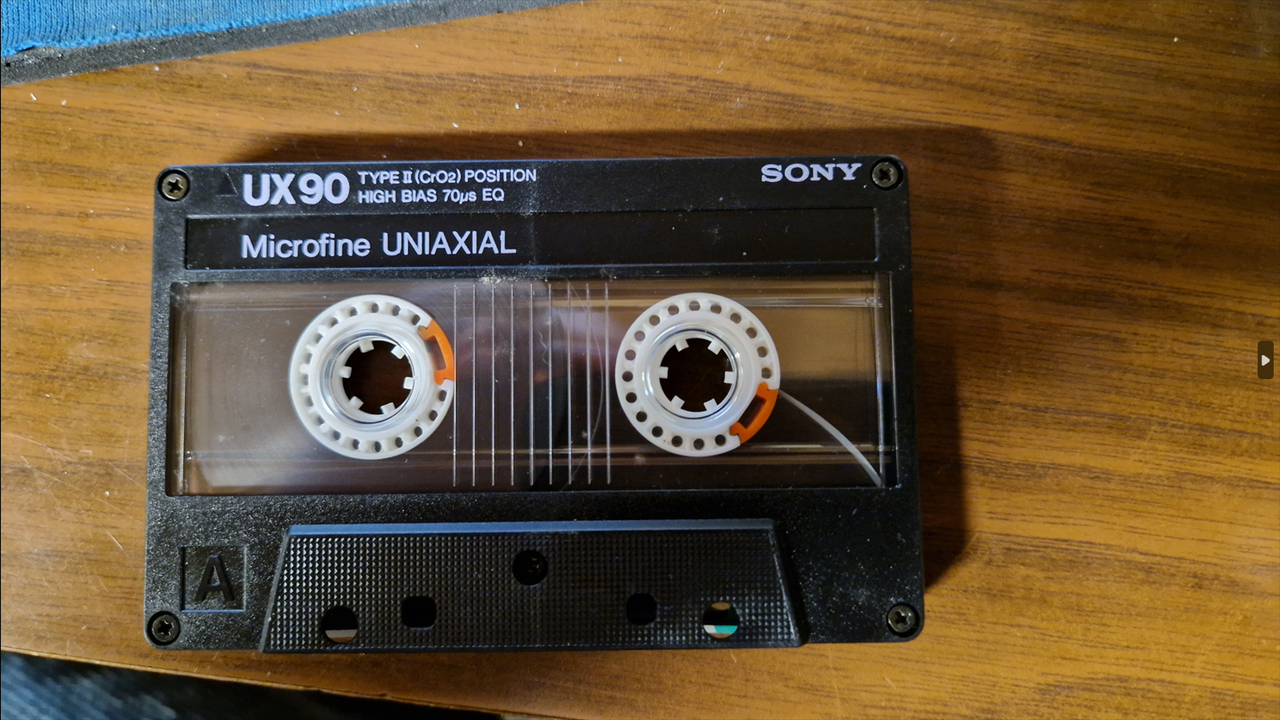 UX90 TYPE II (CrO2) POSITION
HIGH BIAS 70μs EQ
SONY
Microfine UNIAXIAL
A